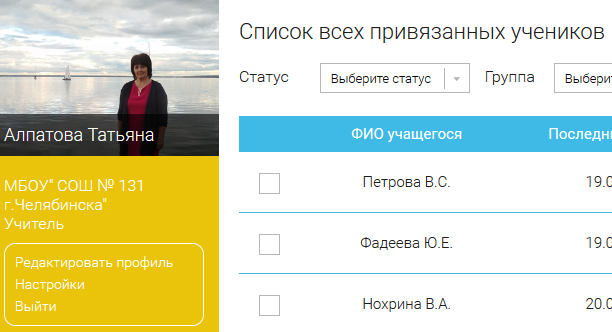 Алпатова Татьяна
МБОУ" СОШ № 131
г.Челябинска"
Учитель
Редактировать профиль
Настройки
Выйти
Список всех привязанных учеников
Статус Выберите статус Группа Выбери
ФИО учащегося Последн
Петрова В.С. 19.0
Фадеева Ю.Е. 19.0
Нохрина В.А. 20.0